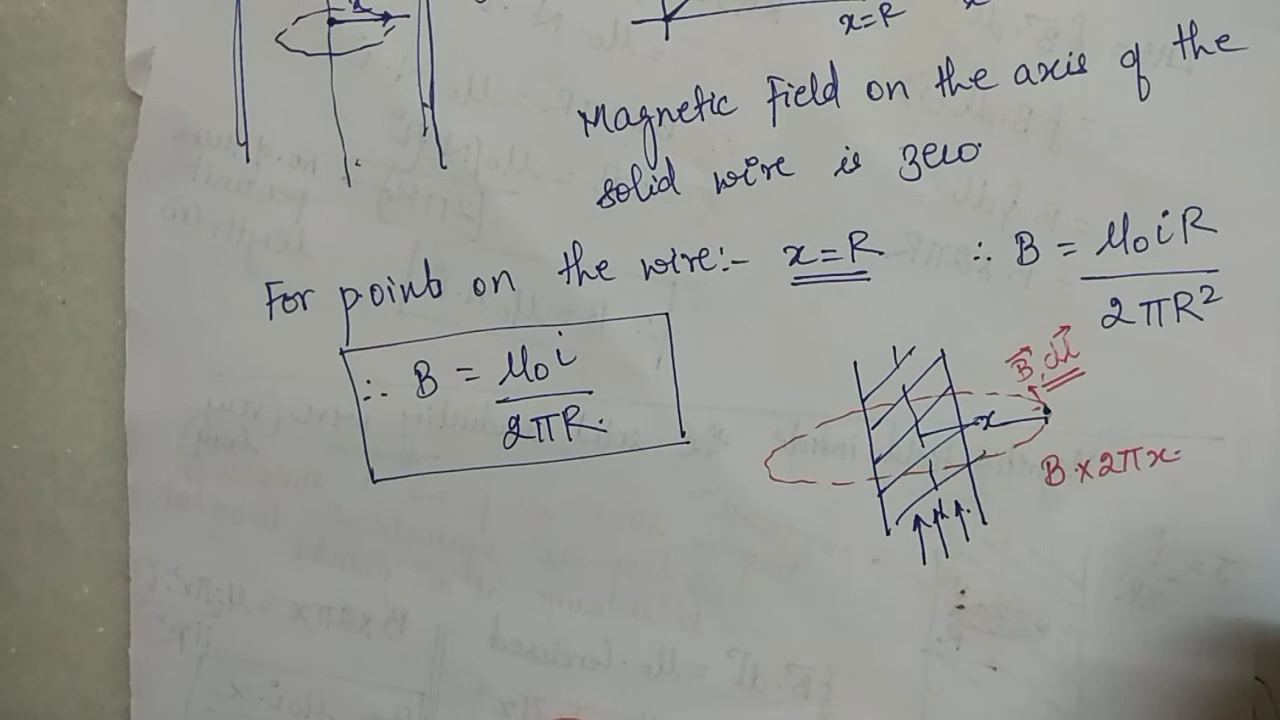 x
x=R
x
Magnetic Field on the axis of the
solid wire is zero.
For points on the wire:- x=R ∴ B = μ₀iR
2πR²
∴ B = μ₀i
2πR.
B⃗ dl⃗
x
B×2πx.